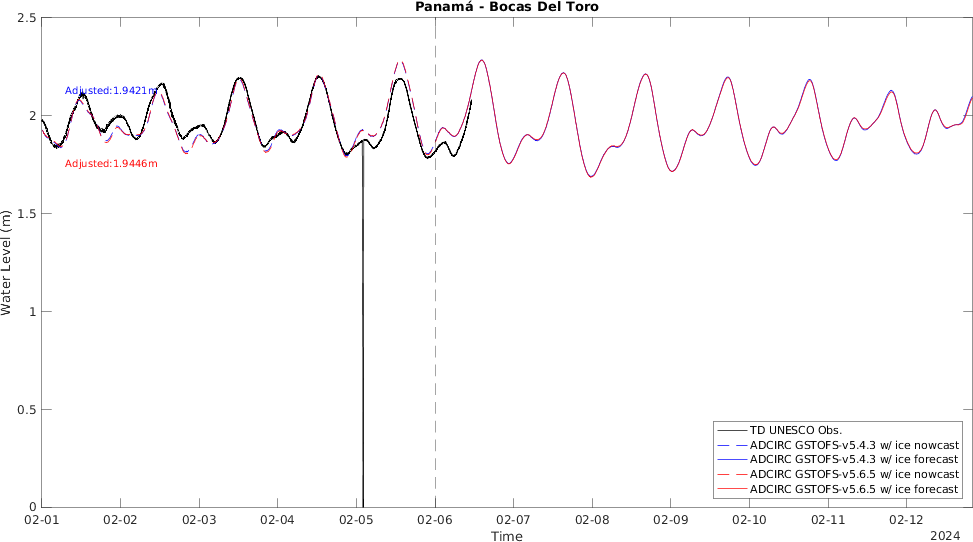 Panamá - Bocas Del Toro
2.5
2
1.5
1
0.5
0
Water Level (m)
Adjusted:1.9421m
Adjusted:1.9446m
TD UNESCO Obs.
ADCIRC GSTOFS-v5.4.3 w/ ice nowcast
ADCIRC GSTOFS-v5.4.3 w/ ice forecast
ADCIRC GSTOFS-v5.6.5 w/ ice nowcast
ADCIRC GSTOFS-v5.6.5 w/ ice forecast
02-01 02-02 02-03 02-04 02-05 02-06 02-07 02-08 02-09 02-10 02-11 02-12
Time
2024